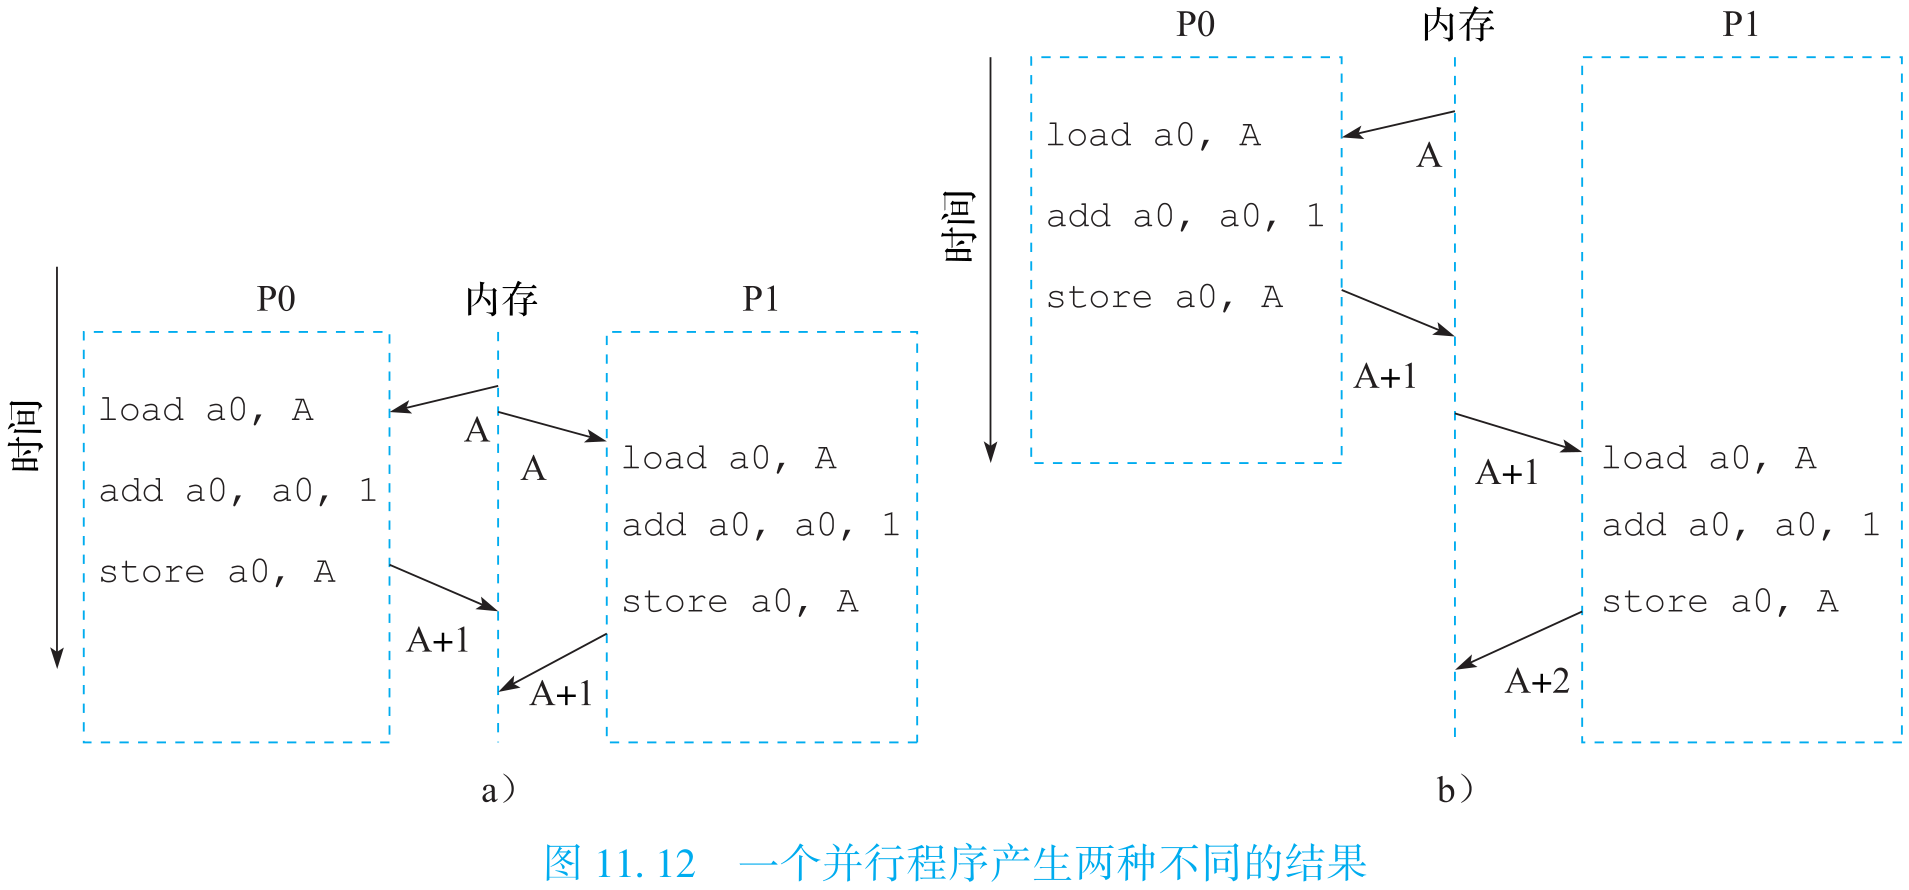 P0 内存 P1
时间
load a0, A
add a0, a0, 1
store a0, A
A
A
A+1
load a0, A
add a0, a0, 1
store a0, A
A+1
a）
P0 内存 P1
时间
load a0, A
add a0, a0, 1
store a0, A
A
A+1
A+1
load a0, A
add a0, a0, 1
store a0, A
A+2
b）
图 11.12 一个并行程序产生两种不同的结果